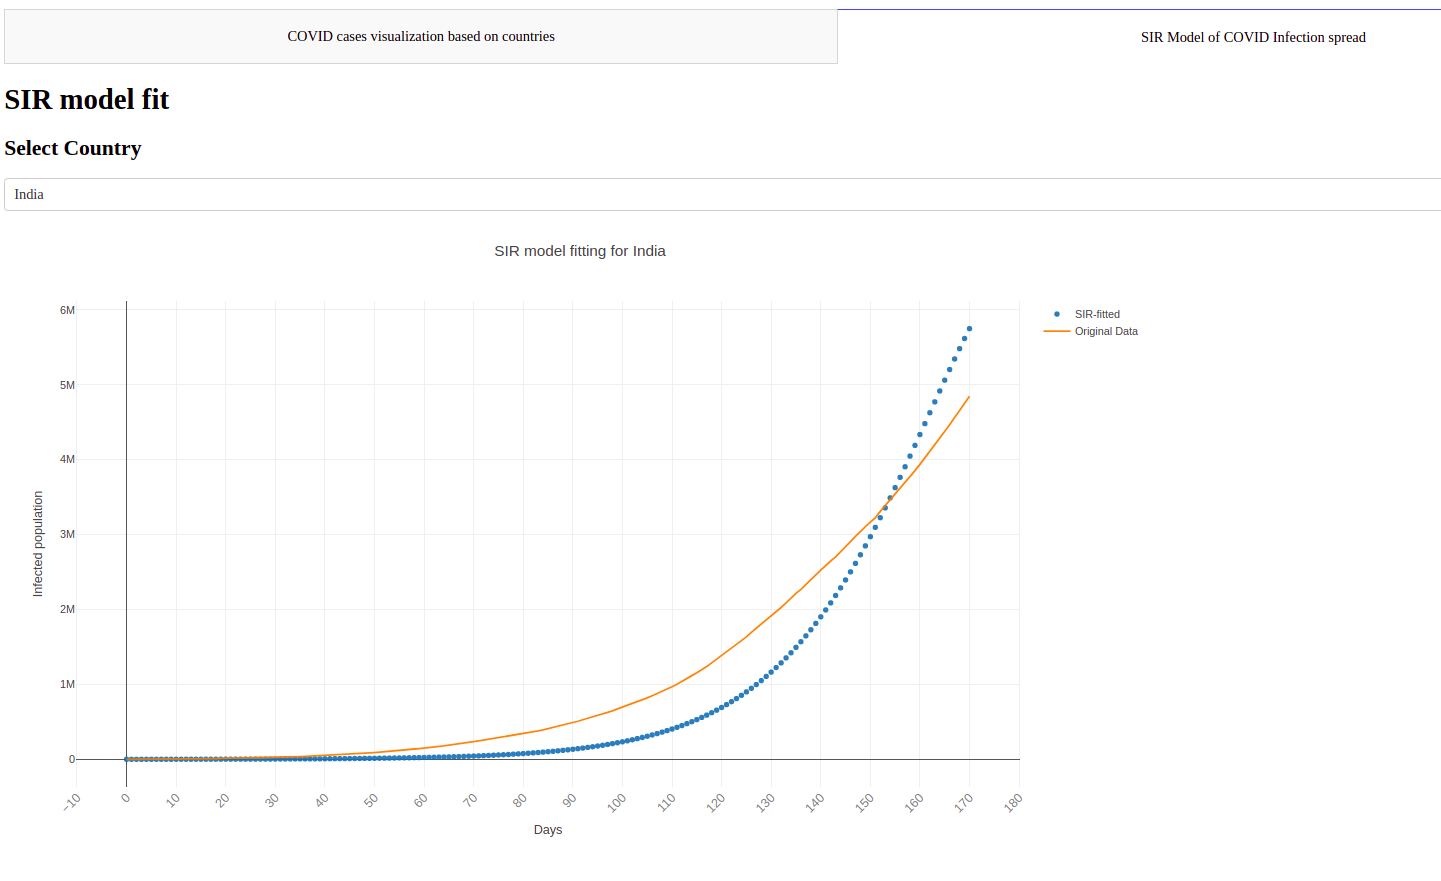 COVID cases visualization based on countries
SIR Model of COVID Infection spread
SIR model fit
Select Country
India
SIR model fitting for India
6M
5M
4M
3M
2M
1M
0
Infected population
−10 0 10 20 30 40 50 60 70 80 90 100 110 120 130 140 150 160 170 180
Days
SIR-fitted
Original Data